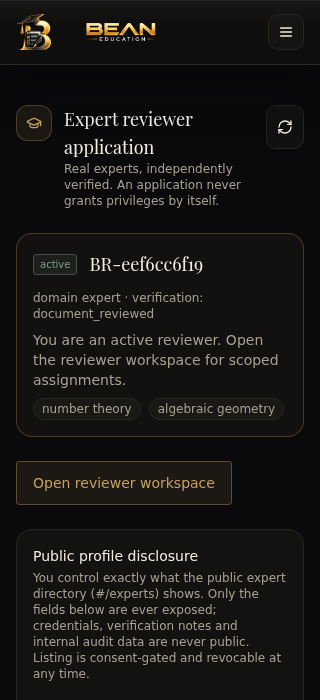 BEAN
EDUCATION
Expert reviewer
application
Real experts, independently
verified. An application never
grants privileges by itself.
active BR-eef6cc6f19
domain expert · verification:
document_reviewed
You are an active reviewer. Open
the reviewer workspace for scoped
assignments.
number theory algebraic geometry
Open reviewer workspace
Public profile disclosure
You control exactly what the public expert
directory (#/experts) shows. Only the
fields below are ever exposed;
credentials, verification notes and
internal audit data are never public.
Listing is consent-gated and revocable at
any time.